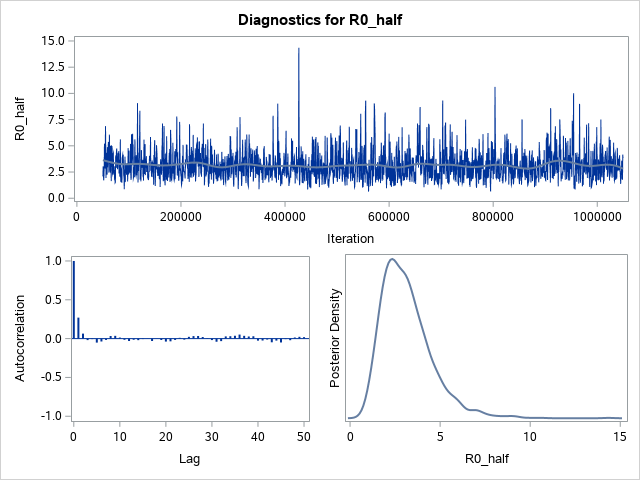 Diagnostics for R0_half
R0_half
15.0
12.5
10.0
7.5
5.0
2.5
0.0
0 200000 400000 600000 800000 1000000
Iteration
Autocorrelation
1.0
0.5
0.0
-0.5
-1.0
0 10 20 30 40 50
Lag
Posterior Density
0 5 10 15
R0_half